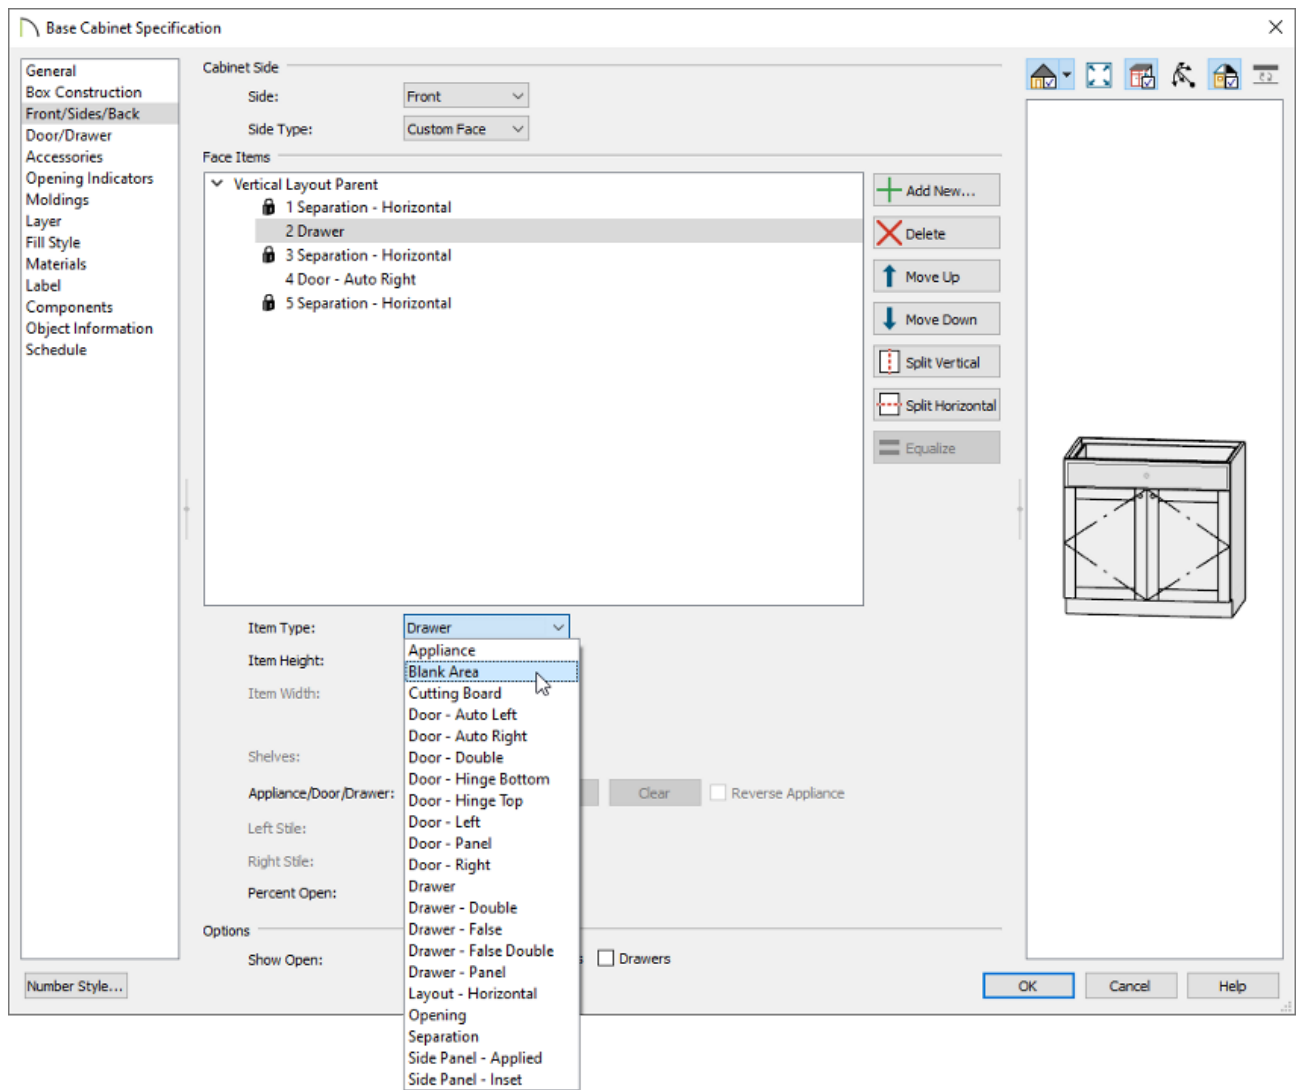 Base Cabinet Specification
General
Box Construction
Front/Sides/Back
Door/Drawer
Accessories
Opening Indicators
Moldings
Layer
Fill Style
Materials
Label
Components
Object Information
Schedule
Number Style...
Cabinet Side
Side: Front
Side Type: Custom Face
Face Items
Vertical Layout Parent
1 Separation - Horizontal
2 Drawer
3 Separation - Horizontal
4 Door - Auto Right
5 Separation - Horizontal
Add New...
Delete
Move Up
Move Down
Split Vertical
Split Horizontal
Equalize
Item Type: Drawer
Item Height:
Item Width:
Shelves:
Appliance/Door/Drawer: Clear Reverse Appliance
Left Stile:
Right Stile:
Percent Open:
Options
Show Open: s Drawers
Appliance
Blank Area
Cutting Board
Door - Auto Left
Door - Auto Right
Door - Double
Door - Hinge Bottom
Door - Hinge Top
Door - Left
Door - Panel
Door - Right
Drawer
Drawer - Double
Drawer - False
Drawer - False Double
Drawer - Panel
Layout - Horizontal
Opening
Separation
Side Panel - Applied
Side Panel - Inset
OK Cancel Help